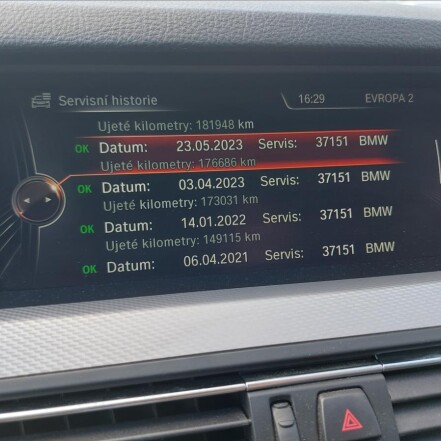 Servisní historie 16:29 EVROPA 2
Ujeté kilometry: 181948 km
OK Datum: 23.05.2023 Servis: 37151 BMW
Ujeté kilometry: 176686 km
OK Datum: 03.04.2023 Servis: 37151 BMW
Ujeté kilometry: 173031 km
OK Datum: 14.01.2022 Servis: 37151 BMW
Ujeté kilometry: 149115 km
OK Datum: 06.04.2021 Servis: 37151 BMW